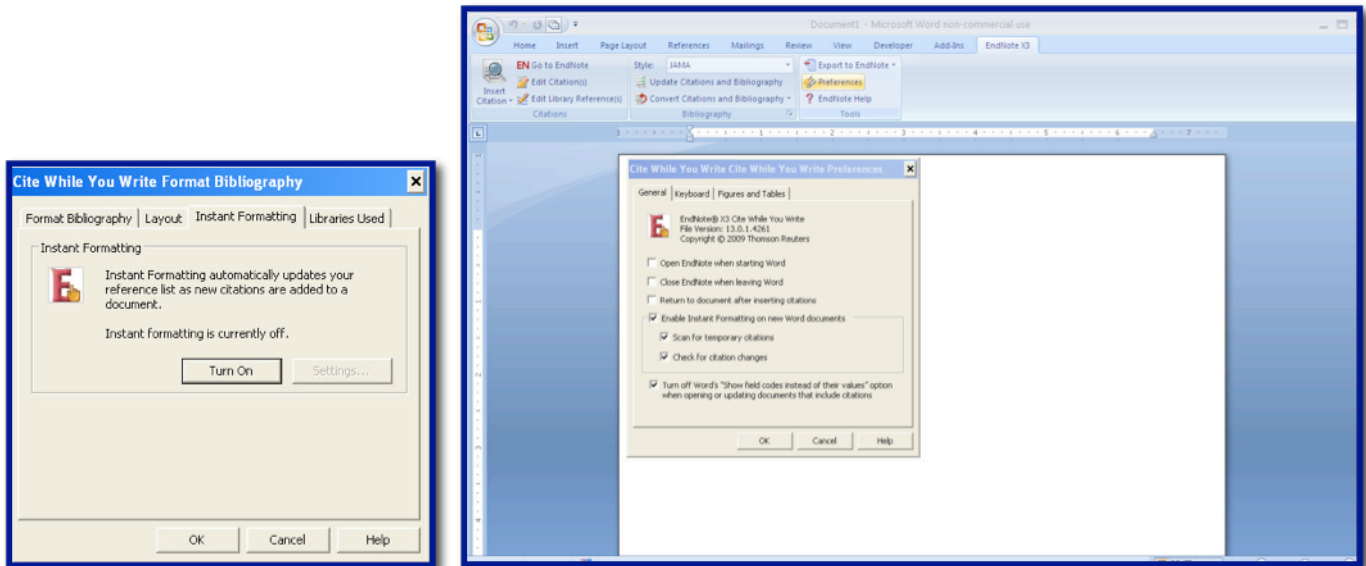 Cite While You Write Format Bibliography
Format Bibliography Layout Instant Formatting Libraries Used
Instant Formatting
Instant Formatting automatically updates your
reference list as new citations are added to a
document.
Instant formatting is currently off.
Turn On Settings...
OK Cancel Help
Document1 - Microsoft Word non-commercial use
Home Insert Page Layout References Mailings Review View Developer Add-Ins EndNote X3
Insert
Citation
EN Go to EndNote
Edit Citation(s)
Edit Library Reference(s)
Citations
Style: JAMA
Update Citations and Bibliography
Convert Citations and Bibliography
Bibliography
Export to EndNote
Preferences
? EndNote Help
Tools
1 1 2 3 4 5 6 7
Cite While You Write Cite While You Write Preferences
General Keyboard Figures and Tables
EndNote® X3 Cite While You Write
File Version: 13.0.1.4261
Copyright © 2009 Thomson Reuters
Open EndNote when starting Word
Close EndNote when leaving Word
Return to document after inserting citations
Enable Instant Formatting on new Word documents
Scan for temporary citations
Check for citation changes
Turn off Word's "Show field codes instead of their values" option
when opening or updating documents that include citations
OK Cancel Help